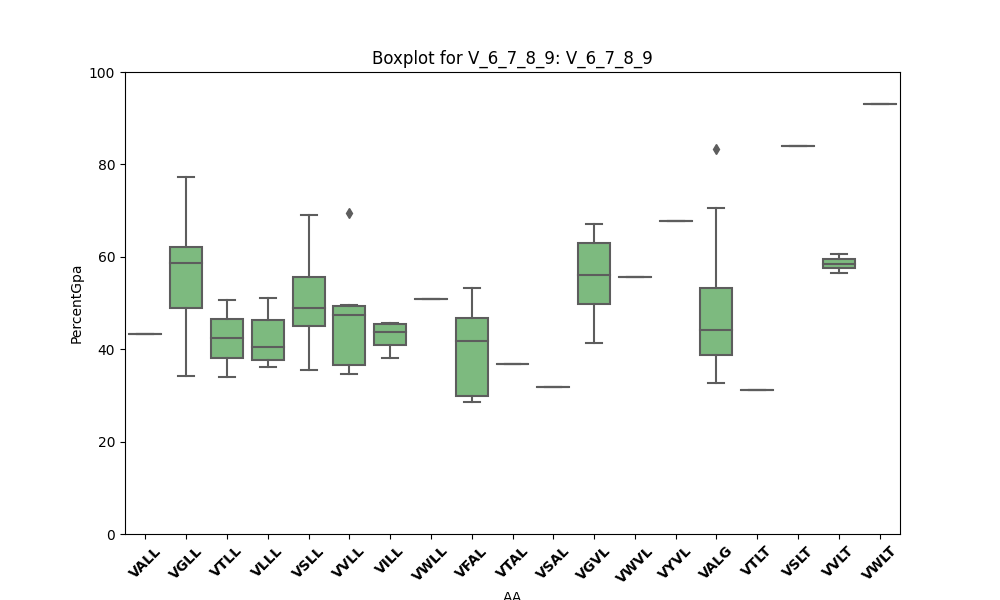 Boxplot for V_6_7_8_9: V_6_7_8_9
100
80
60
40
20
0
PercentGpa
VALL VGLL VTLL VLLL VSLL VVLL VILL VWLL VFAL VTAL VSAL VGVL VWVL VYVL VALG VTLT VSLT VVLT VWLT
AA